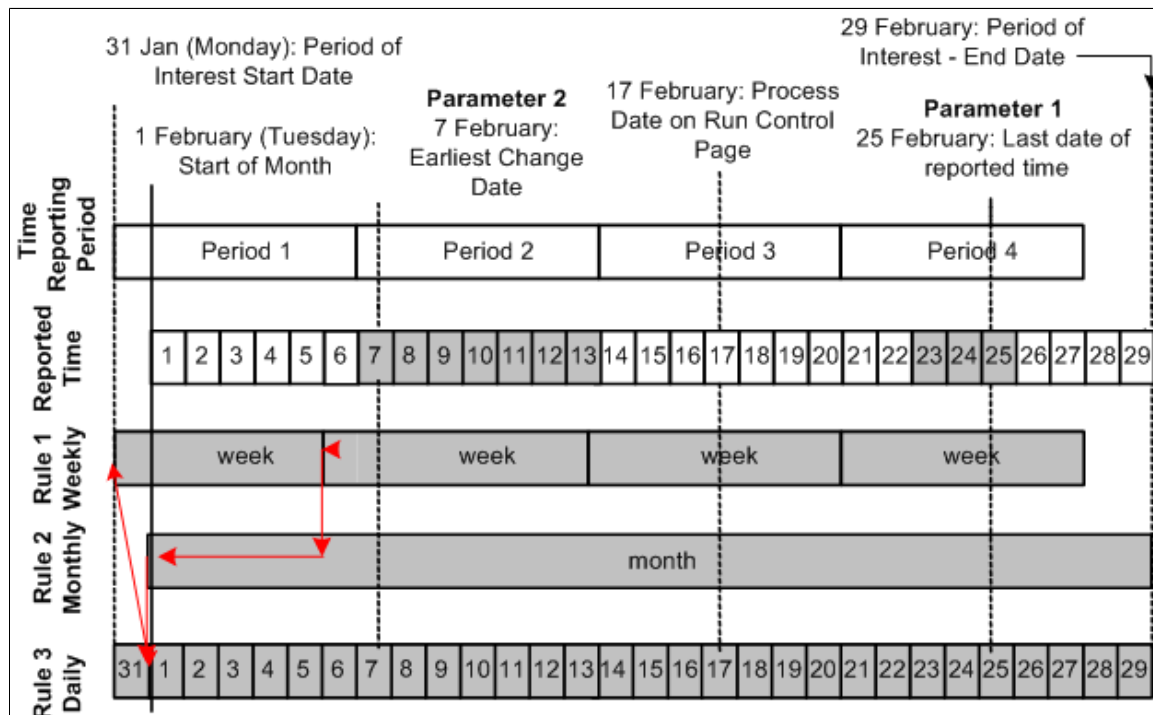 31 Jan (Monday): Period of
Interest Start Date
1 February (Tuesday):
Start of Month
Parameter 2
7 February:
Earliest Change
Date
17 February: Process
Date on Run Control
Page
29 February: Period of
Interest - End Date
Parameter 1
25 February: Last date of
reported time
Time
Reporting
Period
Period 1 Period 2 Period 3 Period 4
Reported
Time
1 2 3 4 5 6 7 8 9 10 11 12 13 14 15 16 17 18 19 20 21 22 23 24 25 26 27 28 29
Rule 1
Weekly
week week week week
Rule 2
Monthly
month
Rule 3
Daily
31 1 2 3 4 5 6 7 8 9 10 11 12 13 14 15 16 17 18 19 20 21 22 23 24 25 26 27 28 29